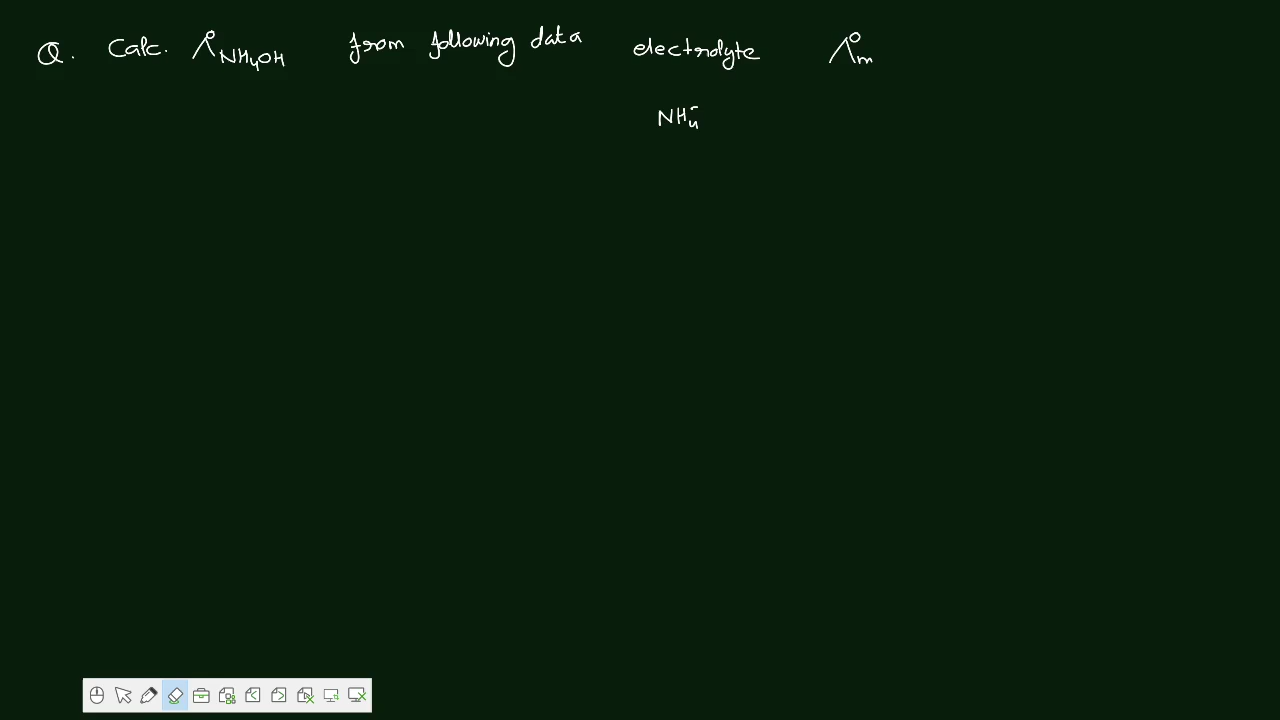 Q. Calc. Λ°NH₄OH from following data electrolyte Λ°m
NH₄⁻